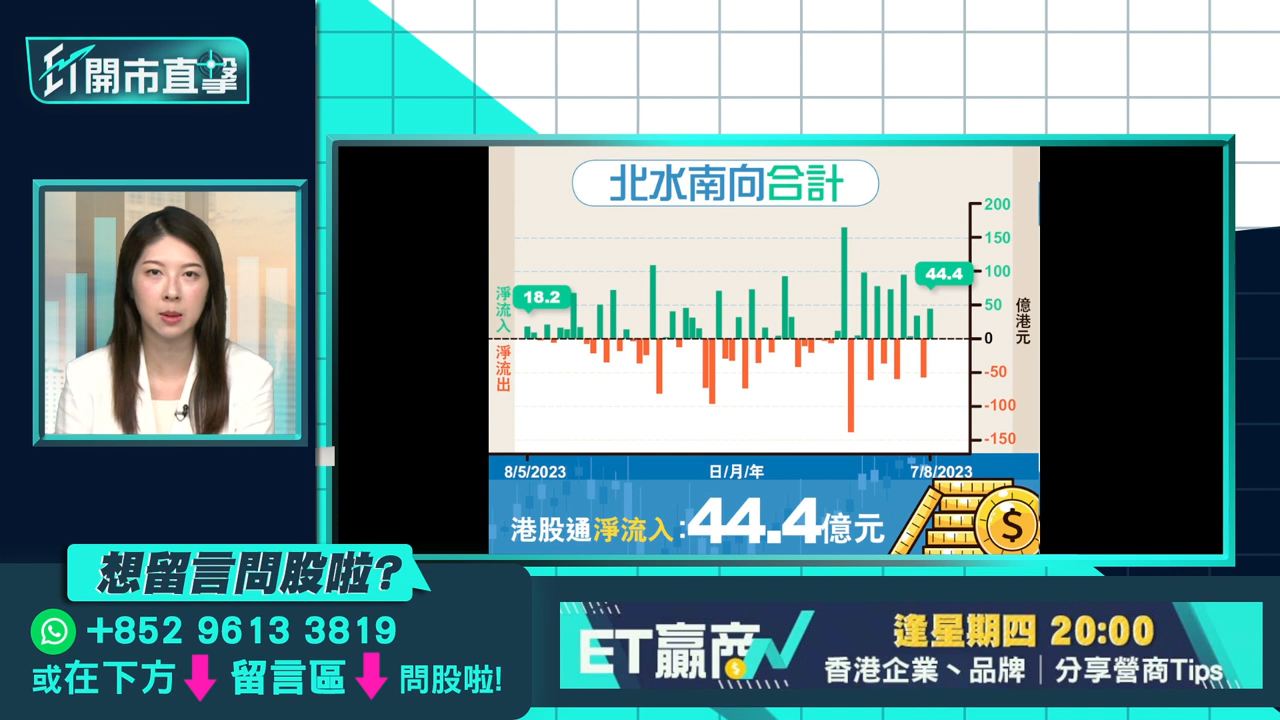 ET開市直擊
北水南向合計
200
150
100
50
0
-50
-100
-150
億港元
淨流入
淨流出
18.2
44.4
8/5/2023
日/月/年
7/8/2023
港股通淨流入:44.4億元
$
想留言問股啦?
+852 9613 3819
或在下方 留言區 問股啦!
ET贏商
$
逢星期四 20:00
香港企業、品牌｜分享營商Tips